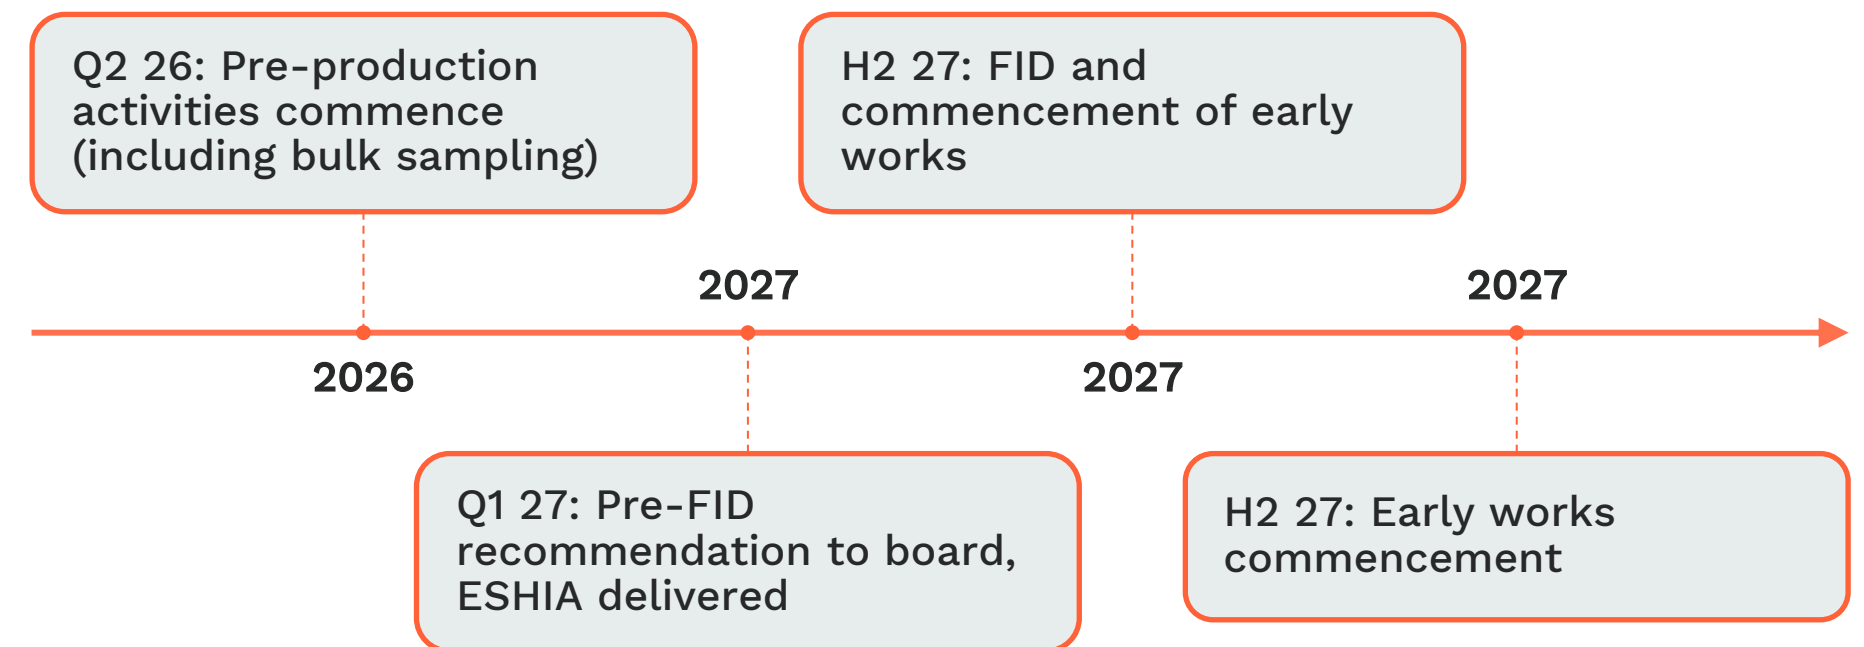 Q2 26: Pre-production
activities commence
(including bulk sampling)
H2 27: FID and
commencement of early
works
2027
2027
2026
2027
Q1 27: Pre-FID
recommendation to board,
ESHIA delivered
H2 27: Early works
commencement